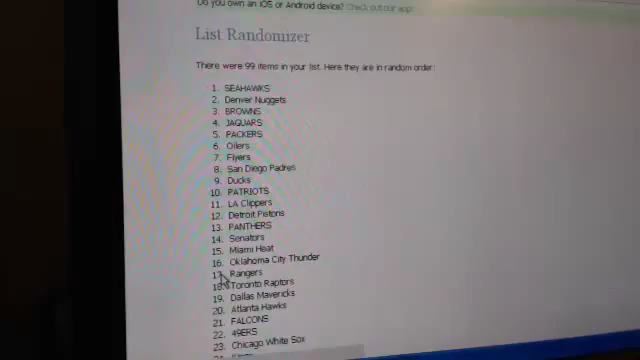 Do you own an iOS or Android device? Check out our app!
List Randomizer
There were 99 items in your list. Here they are in random order:
1. SEAHAWKS
2. Denver Nuggets
3. BROWNS
4. JAGUARS
5. PACKERS
6. Oilers
7. Flyers
8. San Diego Padres
9. Ducks
10. PATRIOTS
11. LA Clippers
12. Detroit Pistons
13. PANTHERS
14. Senators
15. Miami Heat
16. Oklahoma City Thunder
17. Rangers
18. Toronto Raptors
19. Dallas Mavericks
20. Atlanta Hawks
21. FALCONS
22. 49ERS
23. Chicago White Sox